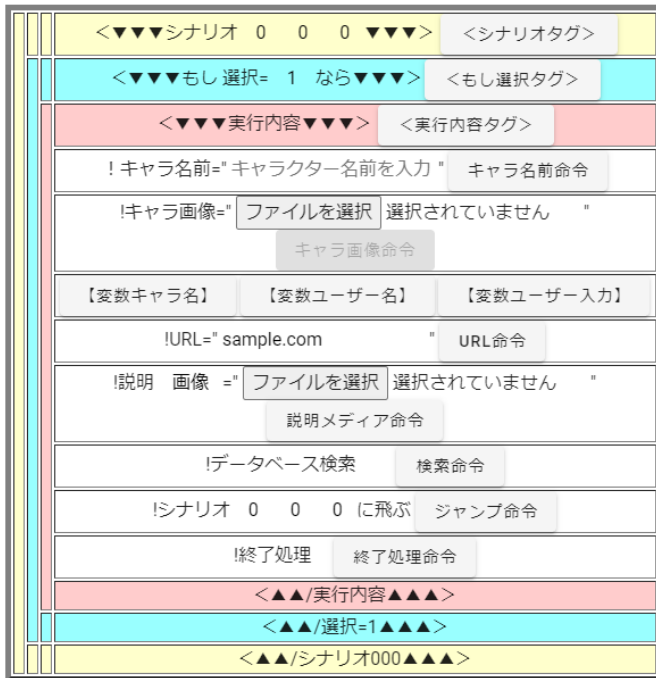 <▼▼▼シナリオ 0 0 0 ▼▼▼> <シナリオタグ>
<▼▼▼もし 選択= 1 なら▼▼▼> <もし選択タグ>
<▼▼▼実行内容▼▼▼> <実行内容タグ>
! キャラ名前=" キャラクター名前を入力 " キャラ名前命令
!キャラ画像=" ファイルを選択 選択されていません "
キャラ画像命令
【変数キャラ名】 【変数ユーザー名】 【変数ユーザー入力】
!URL=" sample.com " URL命令
!説明 画像 =" ファイルを選択 選択されていません "
説明メディア命令
!データベース検索 検索命令
!シナリオ 0 0 0 に飛ぶ ジャンプ命令
!終了処理 終了処理命令
<▲▲/実行内容▲▲▲>
<▲▲/選択=1▲▲▲>
<▲▲/シナリオ000▲▲▲>